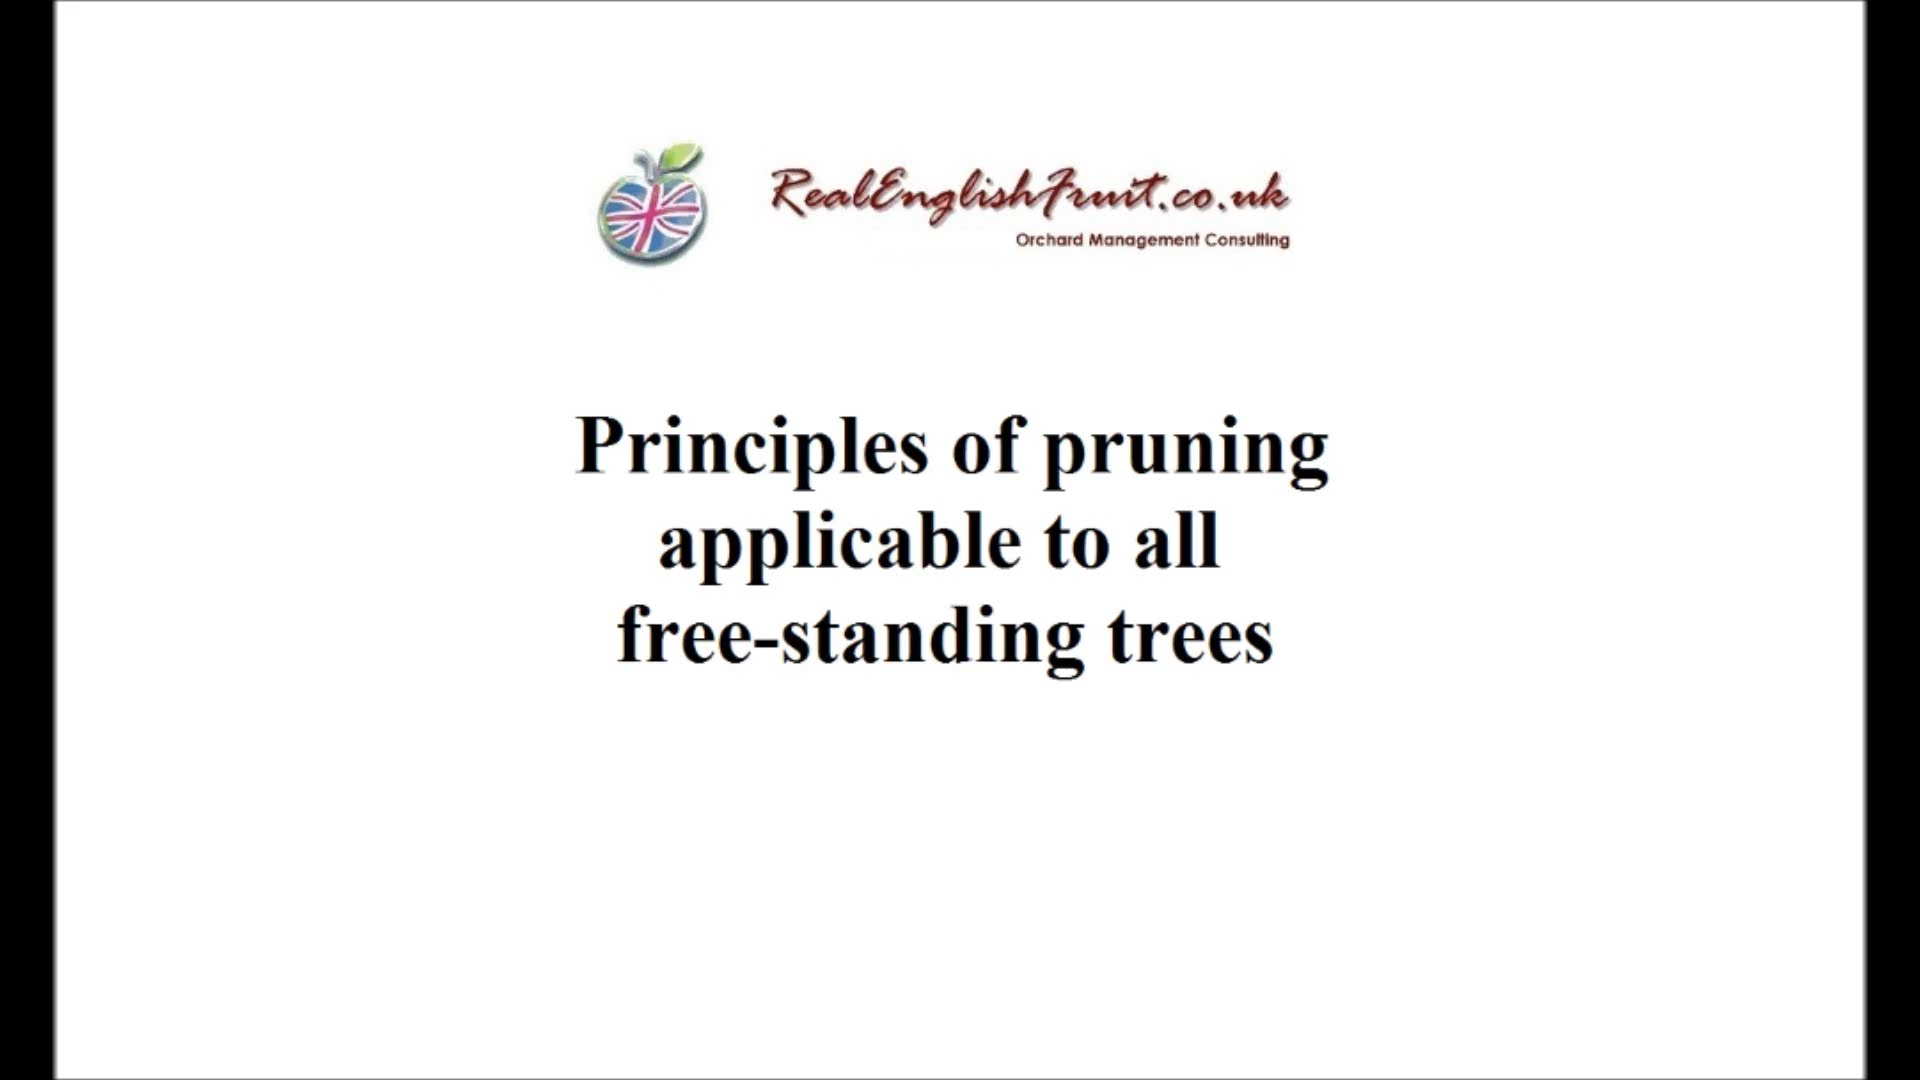 RealEnglishFruit.co.uk
Orchard Management Consulting
Principles of pruning
applicable to all
free-standing trees